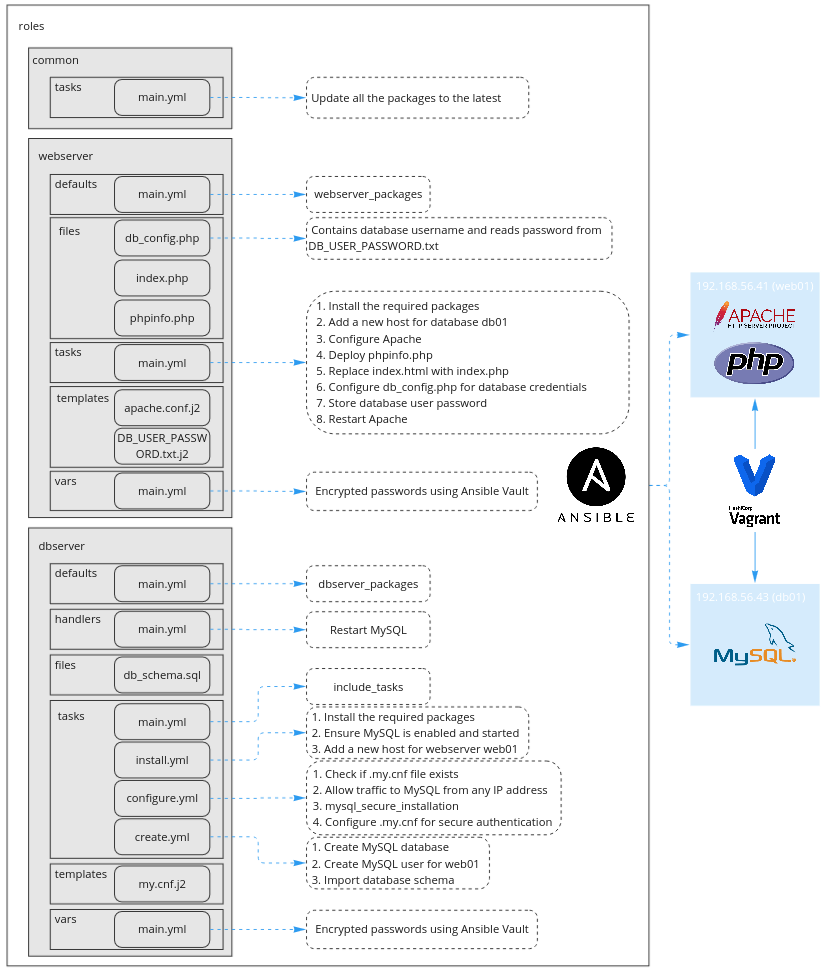 roles
common
tasks
main.yml
Update all the packages to the latest
webserver
defaults
main.yml
webserver_packages
files
db_config.php
Contains database username and reads password from
DB_USER_PASSWORD.txt
index.php
phpinfo.php
tasks
main.yml
1. Install the required packages
2. Add a new host for database db01
3. Configure Apache
4. Deploy phpinfo.php
5. Replace index.html with index.php
6. Configure db_config.php for database credentials
7. Store database user password
8. Restart Apache
templates
apache.conf.j2
DB_USER_PASSW
ORD.txt.j2
vars
main.yml
Encrypted passwords using Ansible Vault
ANSIBLE
dbserver
defaults
main.yml
dbserver_packages
handlers
main.yml
Restart MySQL
files
db_schema.sql
tasks
main.yml
include_tasks
install.yml
1. Install the required packages
2. Ensure MySQL is enabled and started
3. Add a new host for webserver web01
configure.yml
1. Check if .my.cnf file exists
2. Allow traffic to MySQL from any IP address
3. mysql_secure_installation
4. Configure .my.cnf for secure authentication
create.yml
1. Create MySQL database
2. Create MySQL user for web01
3. Import database schema
templates
my.cnf.j2
vars
main.yml
Encrypted passwords using Ansible Vault
192.168.56.41 (web01)
APACHE
HTTP SERVER PROJECT
php
HashiCorp
Vagrant
192.168.56.43 (db01)
MySQL